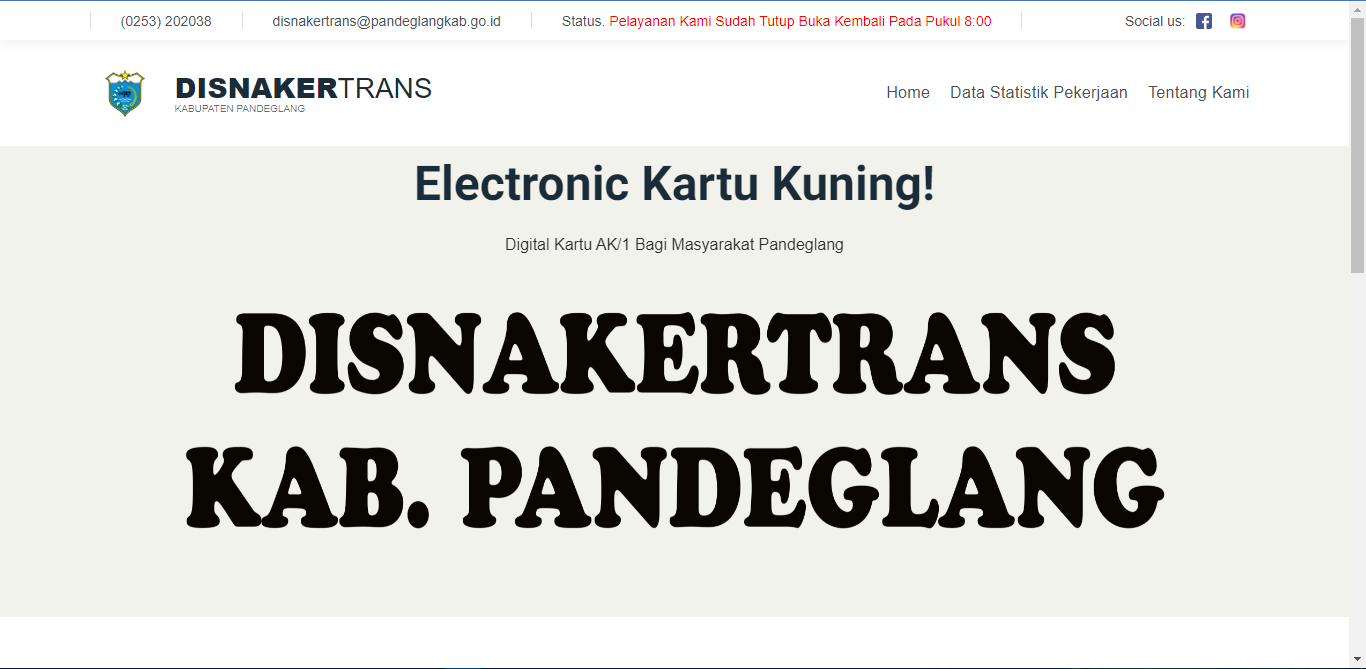 (0253) 202038 disnakertrans@pandeglangkab.go.id Status. Pelayanan Kami Sudah Tutup Buka Kembali Pada Pukul 8:00 Social us:
DISNAKERTRANS
KABUPATEN PANDEGLANG
Home Data Statistik Pekerjaan Tentang Kami
Electronic Kartu Kuning!
Digital Kartu AK/1 Bagi Masyarakat Pandeglang
DISNAKERTRANS
KAB. PANDEGLANG